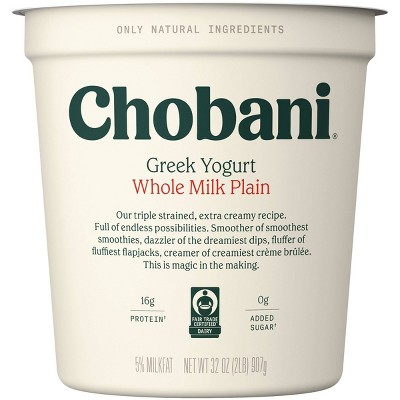 ONLY NATURAL INGREDIENTS
Chobani®
Greek Yogurt
Whole Milk Plain
Our triple strained, extra creamy recipe.
Full of endless possibilities. Smoother of smoothest
smoothies, dazzler of the dreamiest dips, fluffer of
fluffiest flapjacks, creamer of creamiest crème brûlée.
This is magic in the making.
16g
PROTEIN†
FAIR TRADE
CERTIFIED™
DAIRY
0g
ADDED
SUGAR†
5% MILKFAT NET WT 32 OZ (2LB) 907g